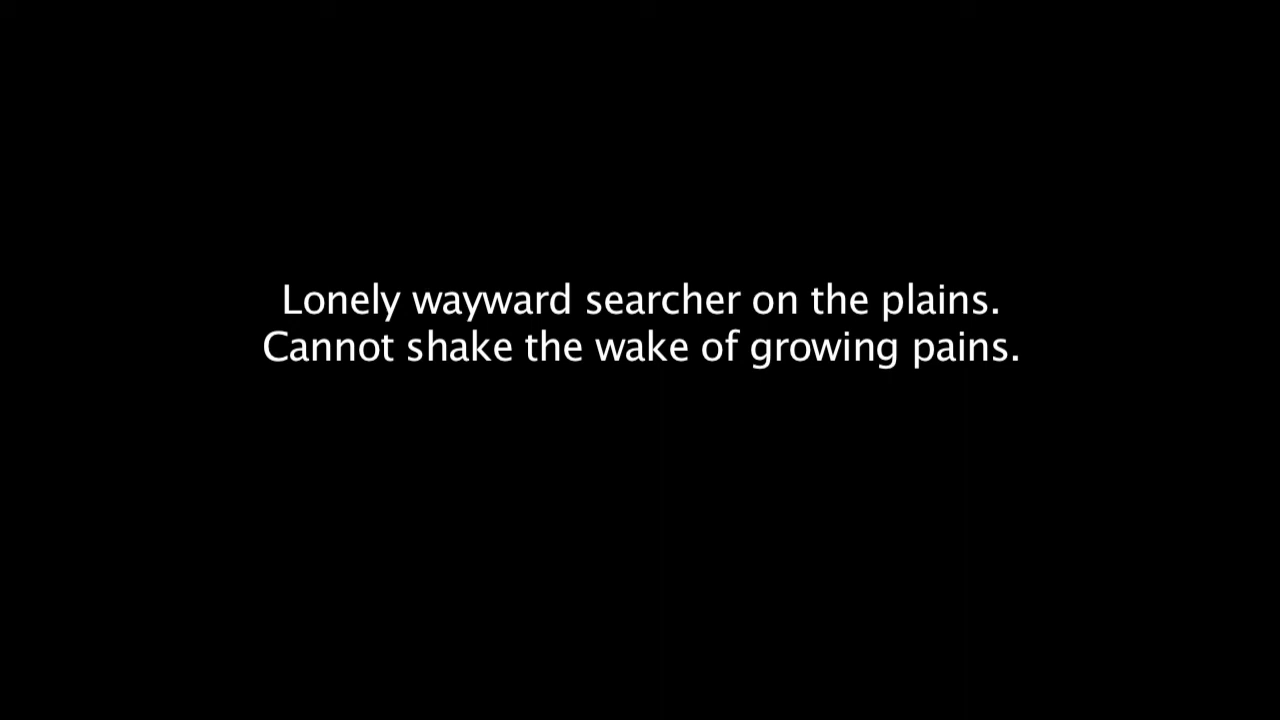 Lonely wayward searcher on the plains.
Cannot shake the wake of growing pains.